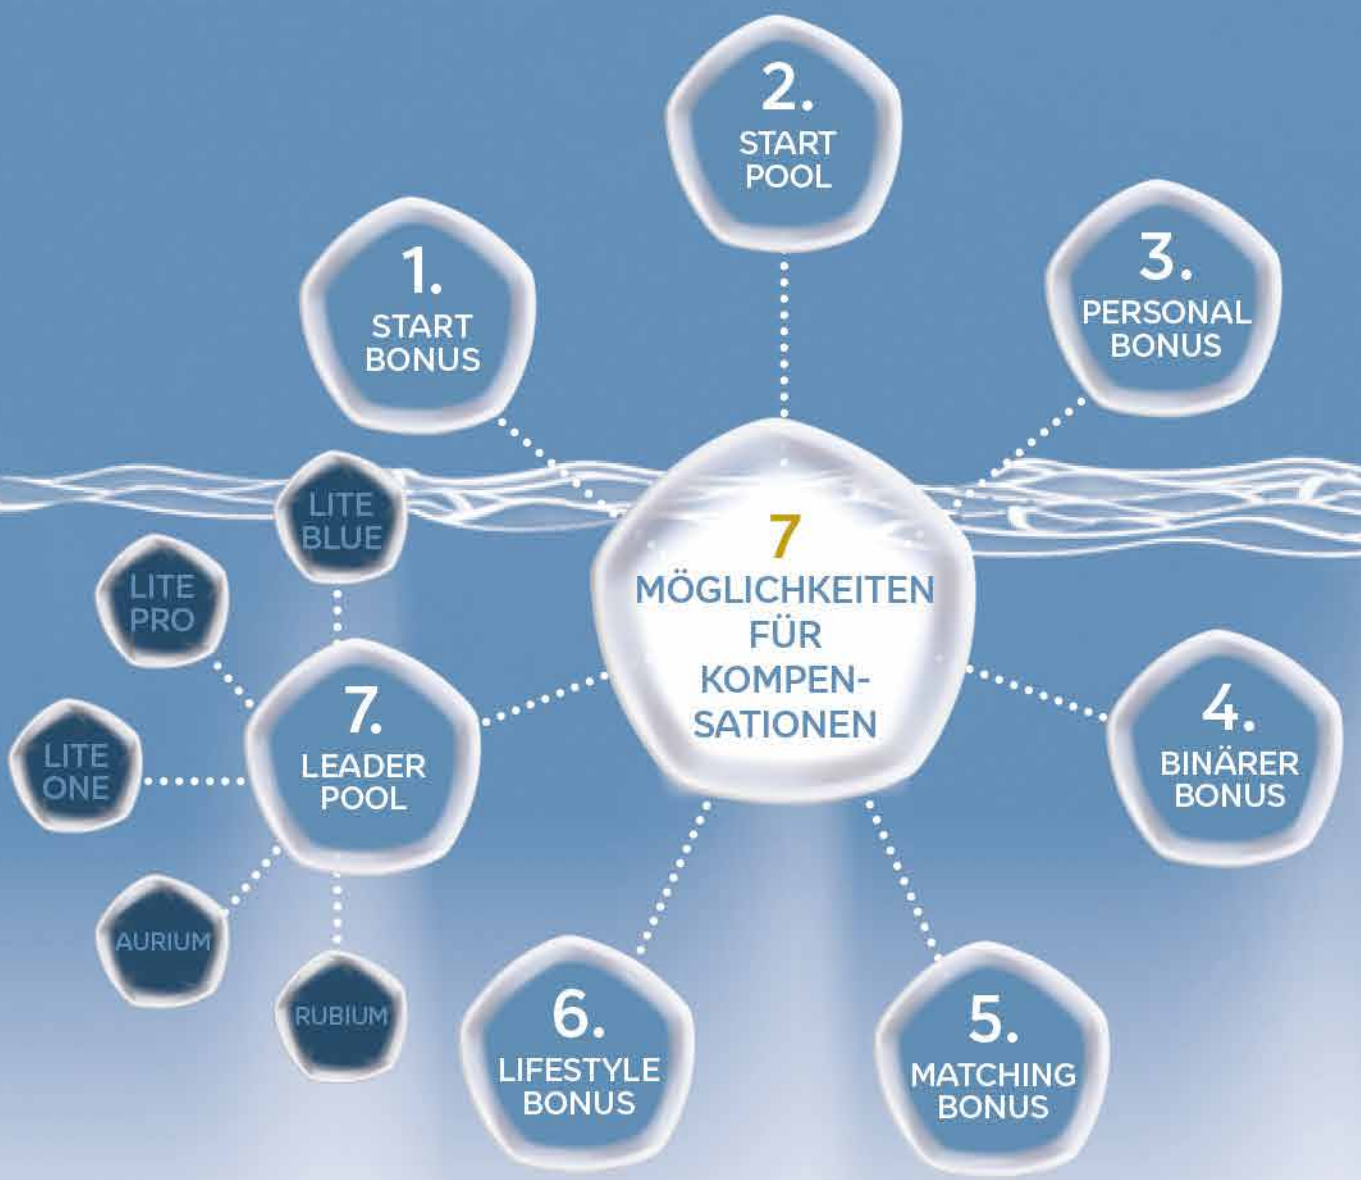 2.
START
POOL
1.
START
BONUS
3.
PERSONAL
BONUS
7
MÖGLICHKEITEN
FÜR
KOMPEN-
SATIONEN
LITE
BLUE
LITE
PRO
LITE
ONE
7.
LEADER
POOL
AURIUM
RUBIUM
4.
BINÄRER
BONUS
6.
LIFESTYLE
BONUS
5.
MATCHING
BONUS